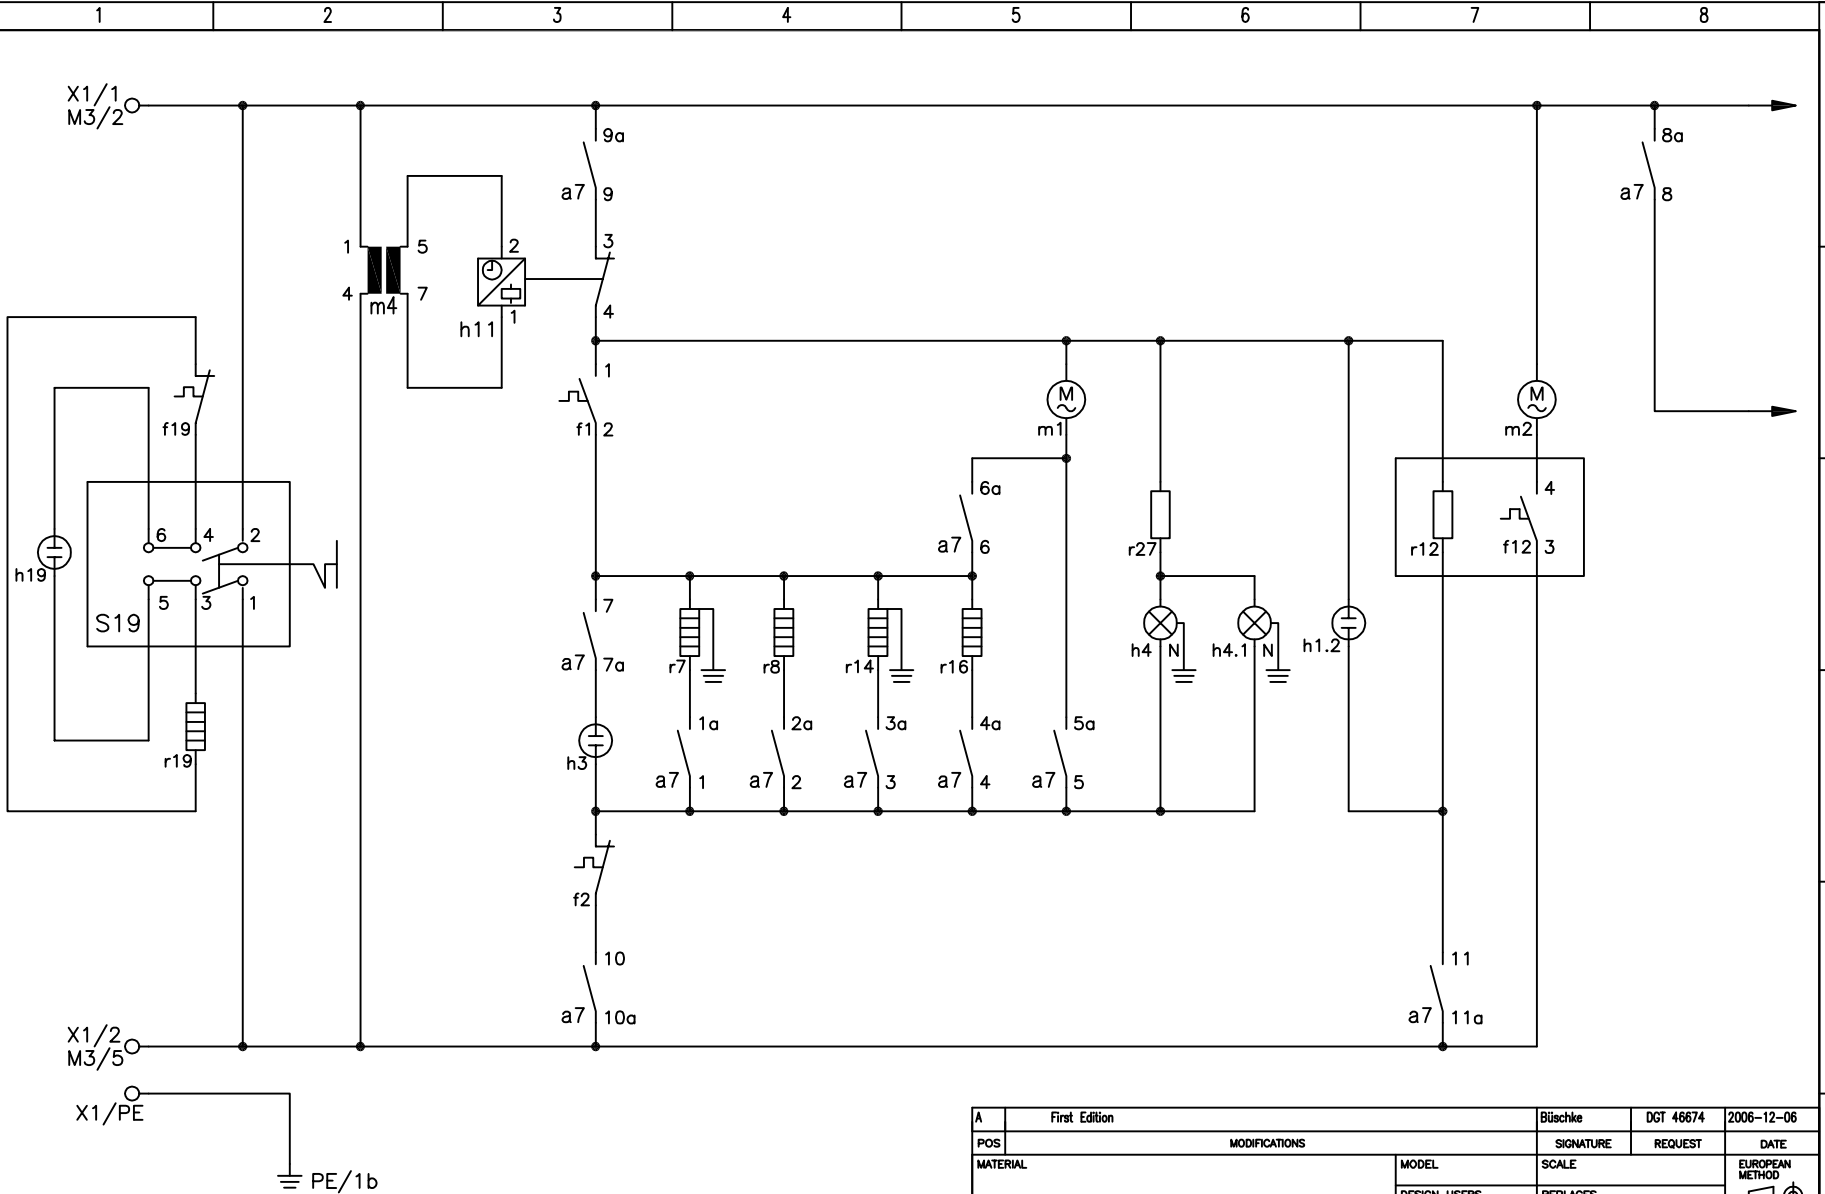 1 2 3 4 5 6 7 8
X1/1
M3/2
9a
8a
a7 9
a7 8
3
1 5 2
4 m4 7
h11 1
4
1
M
M
f19
f1 2
m1
m2
6a
4
6 4 2
a7 6
r27
r12
f12 3
h19
5 3 1
S19
7
a7 7a
r7
r8
r14
r16
h4 N
h4.1 N
h1.2
1a
2a
3a
4a
5a
r19
h3
a7 1
a7 2
a7 3
a7 4
a7 5
f2
10
11
a7 10a
a7 11a
X1/2
M3/5
X1/PE
PE/1b
A First Edition Büschke DGT 46674 2006-12-06
POS MODIFICATIONS SIGNATURE REQUEST DATE
MATERIAL MODEL SCALE EUROPEAN
METHOD
DESIGN USERS REPLACES